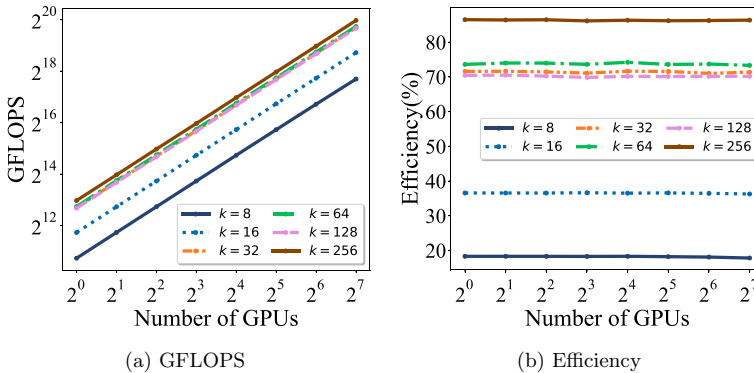 2^20
2^18
2^16
2^14
2^12
GFLOPS
k = 8
k = 16
k = 32
k = 64
k = 128
k = 256
2^0 2^1 2^2 2^3 2^4 2^5 2^6 2^7
Number of GPUs
(a) GFLOPS
80
70
60
50
40
30
20
Efficiency(%)
k = 8
k = 16
k = 32
k = 64
k = 128
k = 256
2^0 2^1 2^2 2^3 2^4 2^5 2^6 2^7
Number of GPUs
(b) Efficiency